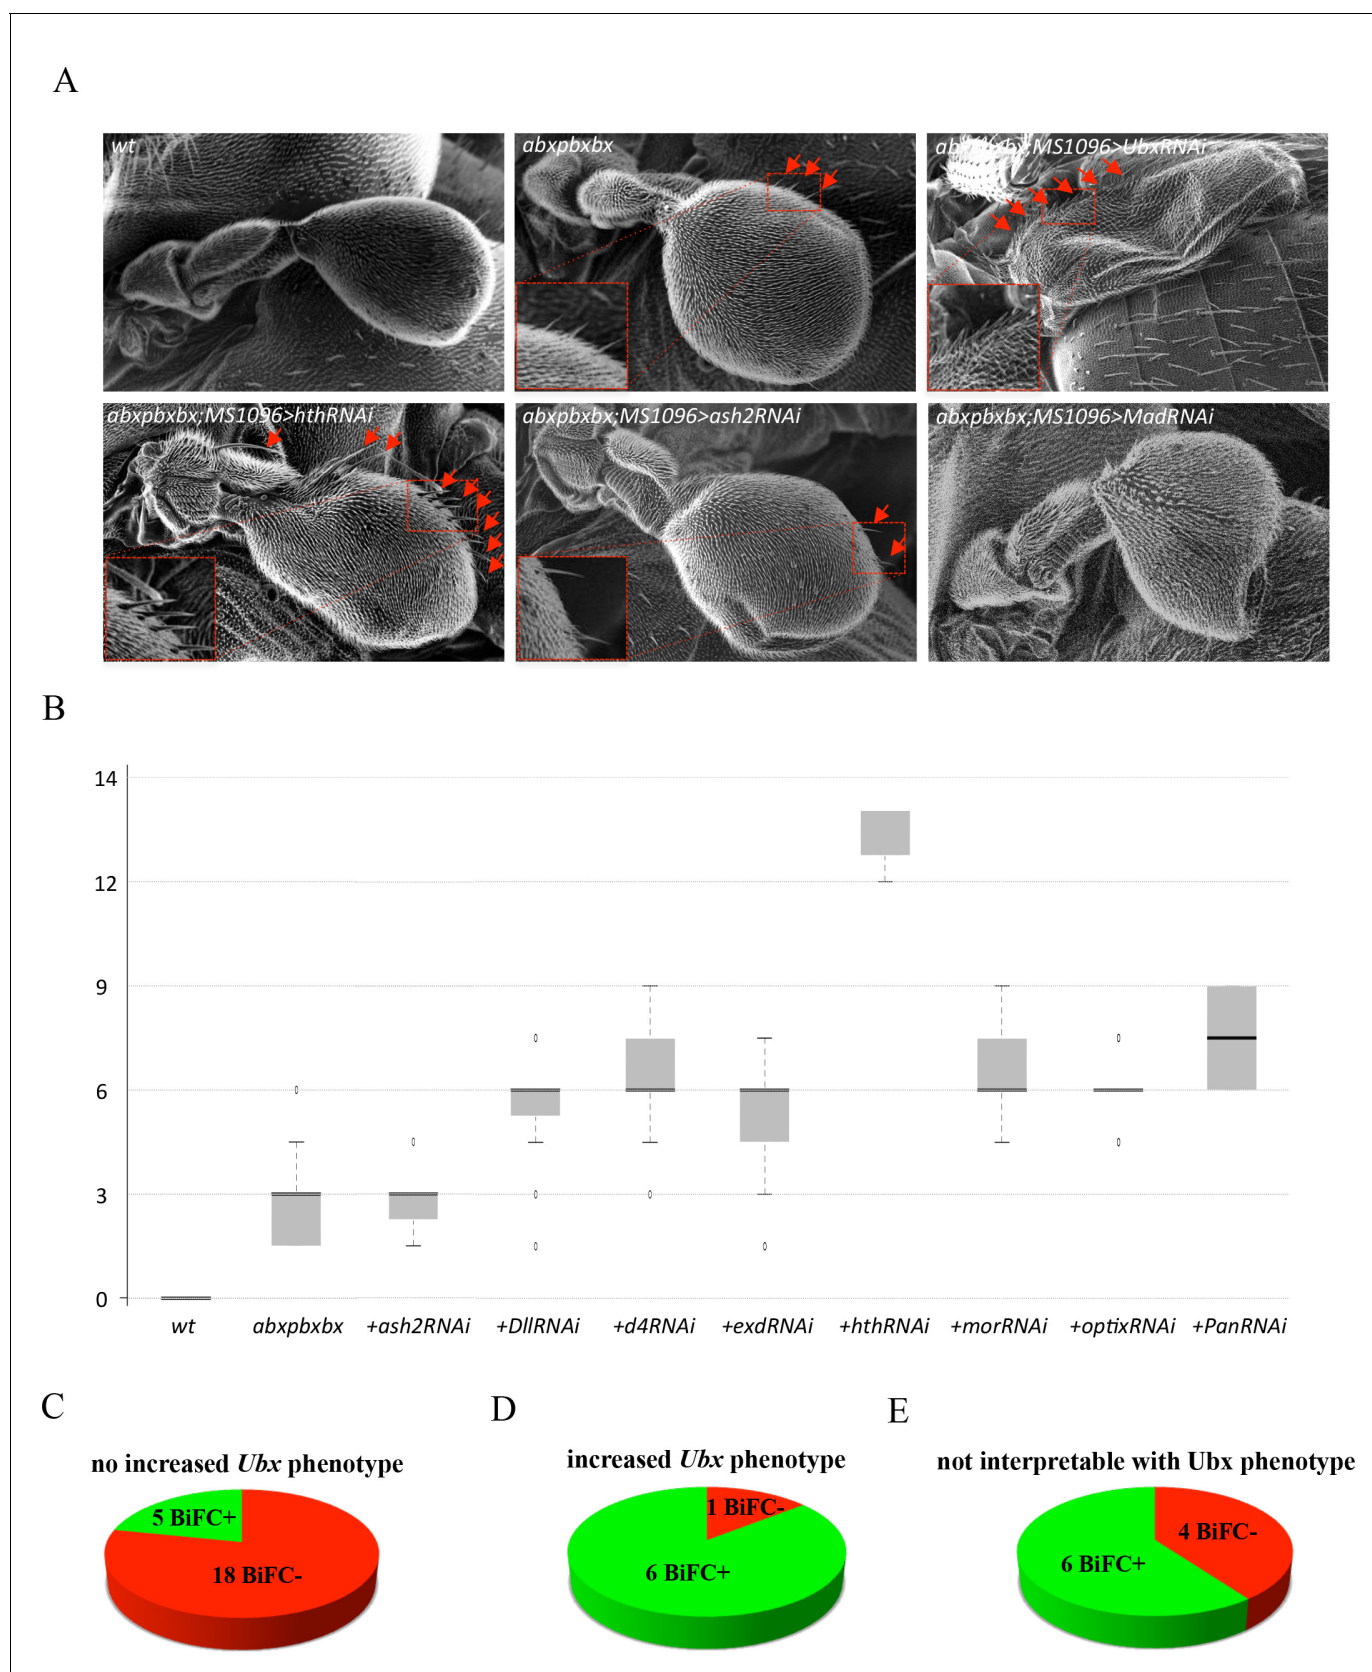 A
wt
abxpbxbx
abxpbxbx;MS1096>UbxRNAi
abxpbxbx;MS1096>hthRNAi
abxpbxbx;MS1096>ash2RNAi
abxpbxbx;MS1096>MadRNAi
B
14
12
9
6
3
0
wt
abxpbxbx
+ash2RNAi
+DllRNAi
+d4RNAi
+exdRNAi
+hthRNAi
+morRNAi
+optixRNAi
+PanRNAi
C
no increased Ubx phenotype
5 BiFC+
18 BiFC-
D
increased Ubx phenotype
1 BiFC-
6 BiFC+
E
not interpretable with Ubx phenotype
4 BiFC-
6 BiFC+